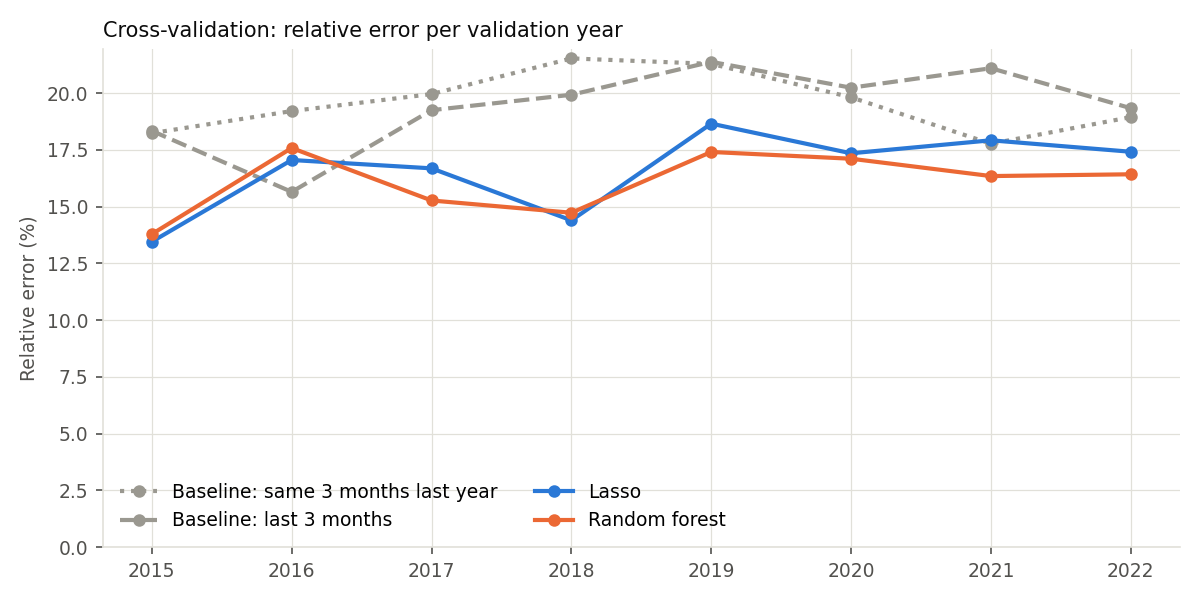 Cross-validation: relative error per validation year
Relative error (%)
20.0
17.5
15.0
12.5
10.0
7.5
5.0
2.5
0.0
Baseline: same 3 months last year
Baseline: last 3 months
Lasso
Random forest
2015 2016 2017 2018 2019 2020 2021 2022